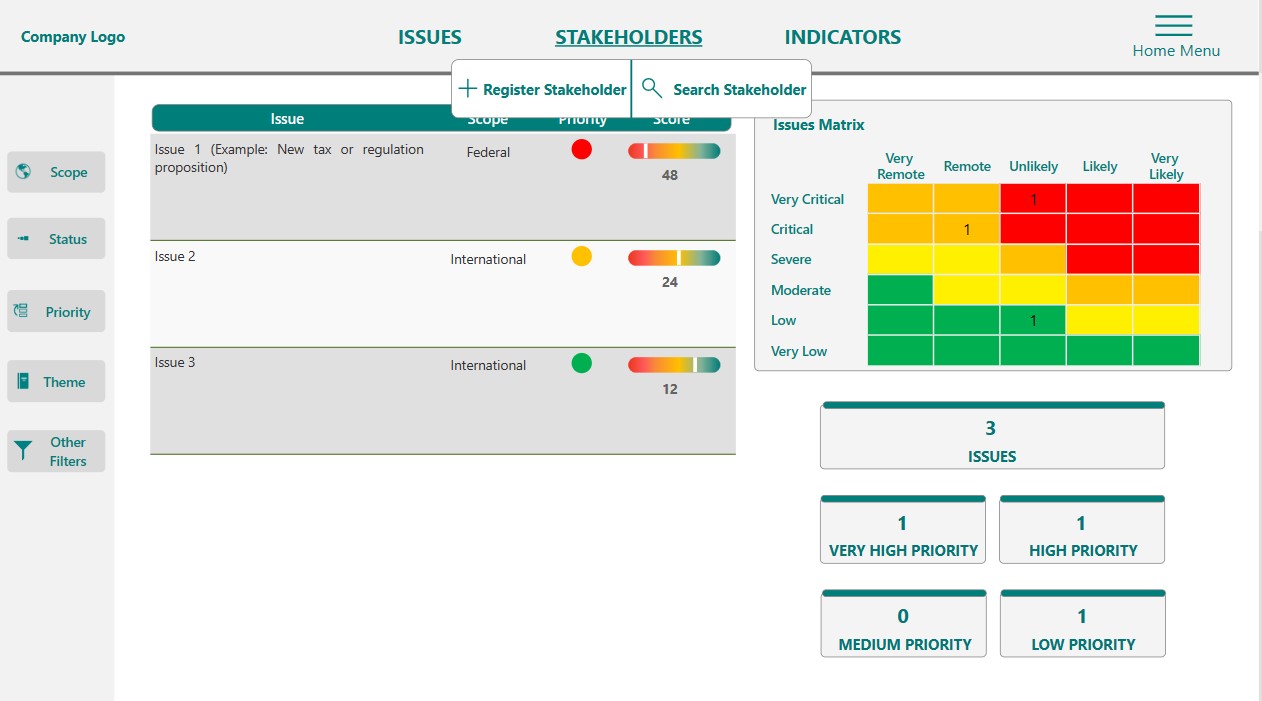 Company Logo
ISSUES
STAKEHOLDERS
INDICATORS
Home Menu
Register Stakeholder
Search Stakeholder
Scope
Status
Priority
Theme
Other
Filters
Issue
Scope
Priority
Score
Issue 1 (Example: New tax or regulation
proposition)
Federal
48
Issue 2
International
24
Issue 3
International
12
Issues Matrix
Very
Remote
Remote
Unlikely
Likely
Very
Likely
Very Critical
1
Critical
1
Severe
Moderate
Low
1
Very Low
3
ISSUES
1
VERY HIGH PRIORITY
1
HIGH PRIORITY
0
MEDIUM PRIORITY
1
LOW PRIORITY